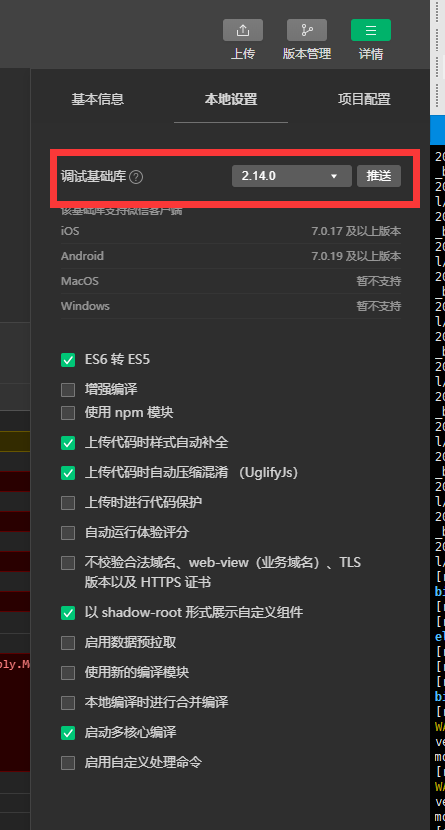 上传 版本管理 详情
基本信息 本地设置 项目配置
调试基础库 ? 2.14.0 推送
该基础库支持微信客户端
iOS 7.0.17 及以上版本
Android 7.0.19 及以上版本
MacOS 暂不支持
Windows 暂不支持
ES6 转 ES5
增强编译
使用 npm 模块
上传代码时样式自动补全
上传代码时自动压缩混淆 （UglifyJs）
上传时进行代码保护
自动运行体验评分
不校验合法域名、web-view（业务域名）、TLS
版本以及 HTTPS 证书
以 shadow-root 形式展示自定义组件
启用数据预拉取
使用新的编译模块
本地编译时进行合并编译
启动多核心编译
启用自定义处理命令